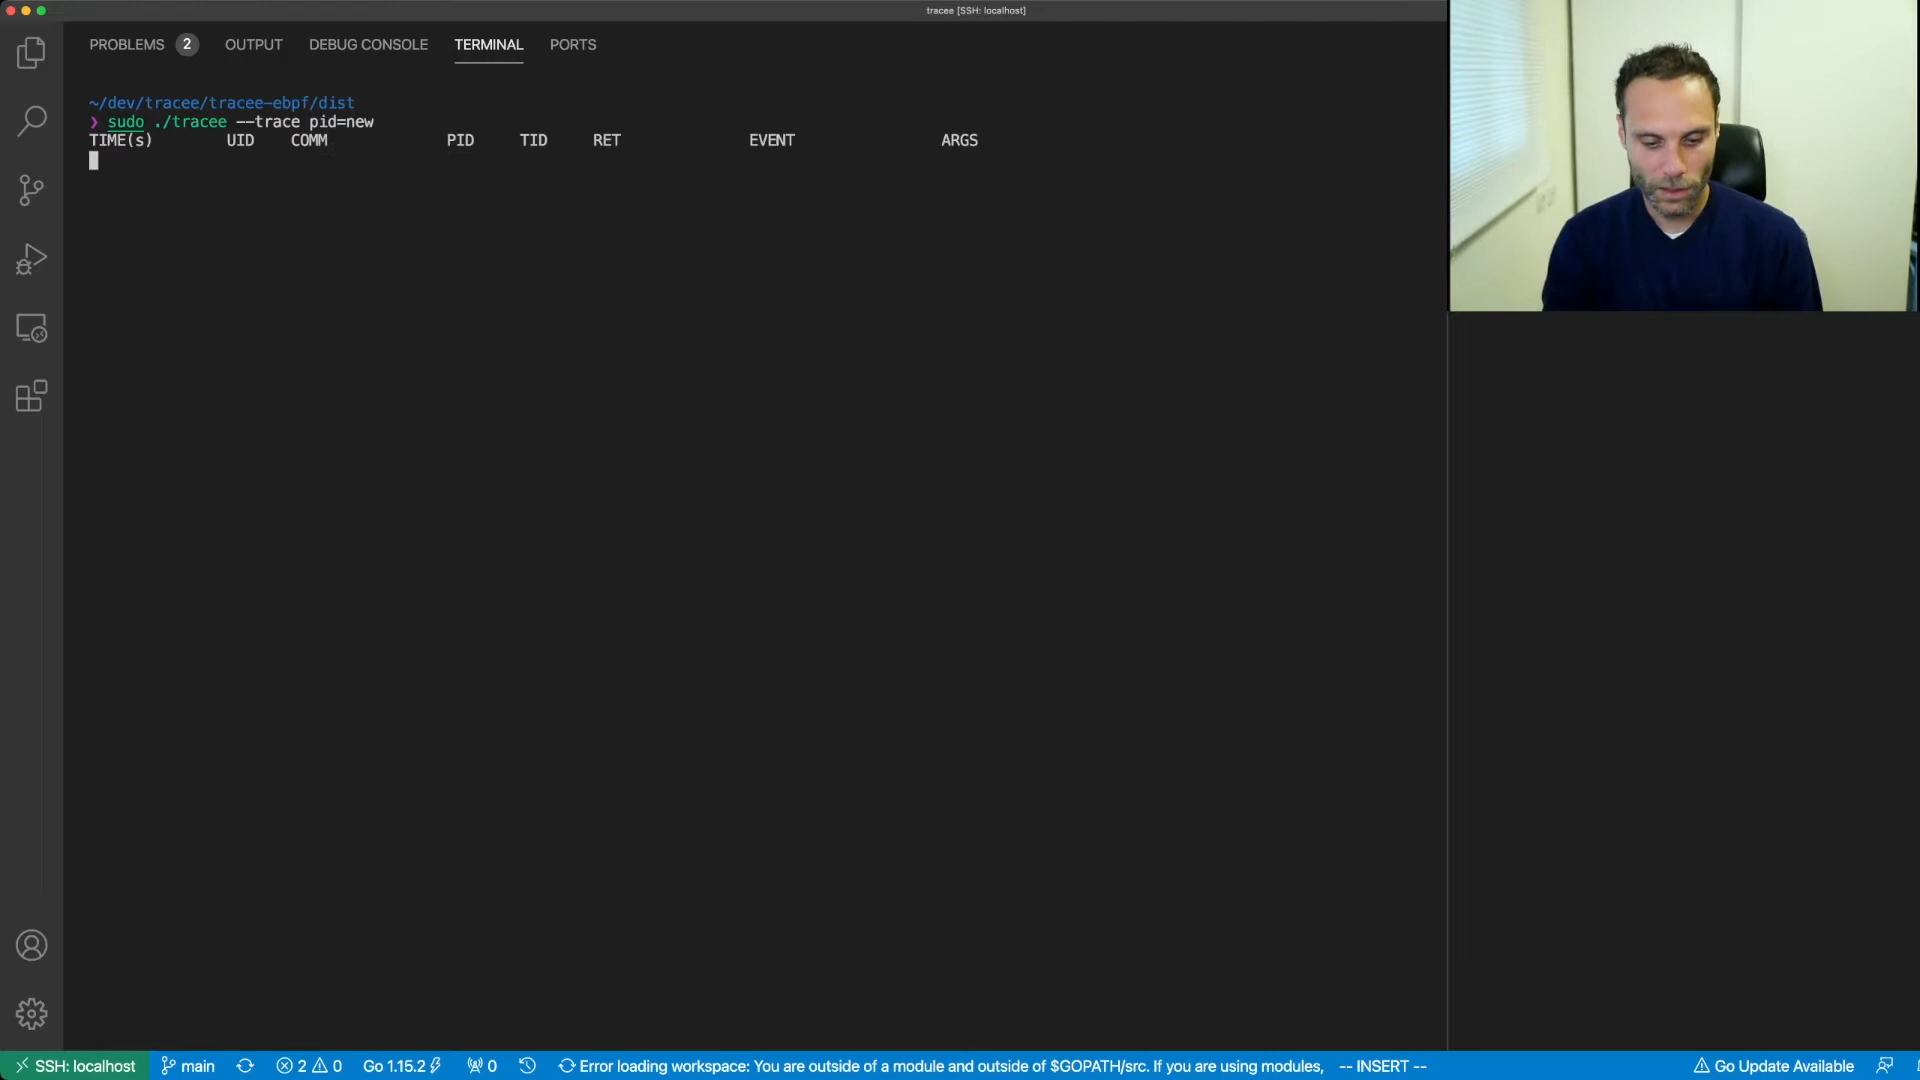 tracee [SSH: localhost]
PROBLEMS 2 OUTPUT DEBUG CONSOLE TERMINAL PORTS
~/dev/tracee/tracee-ebpf/dist
❯ sudo ./tracee --trace pid=new
TIME(s) UID COMM PID TID RET EVENT ARGS
SSH: localhost main 2 0 Go 1.15.2 0 Error loading workspace: You are outside of a module and outside of $GOPATH/src. If you are using modules, -- INSERT -- Go Update Available